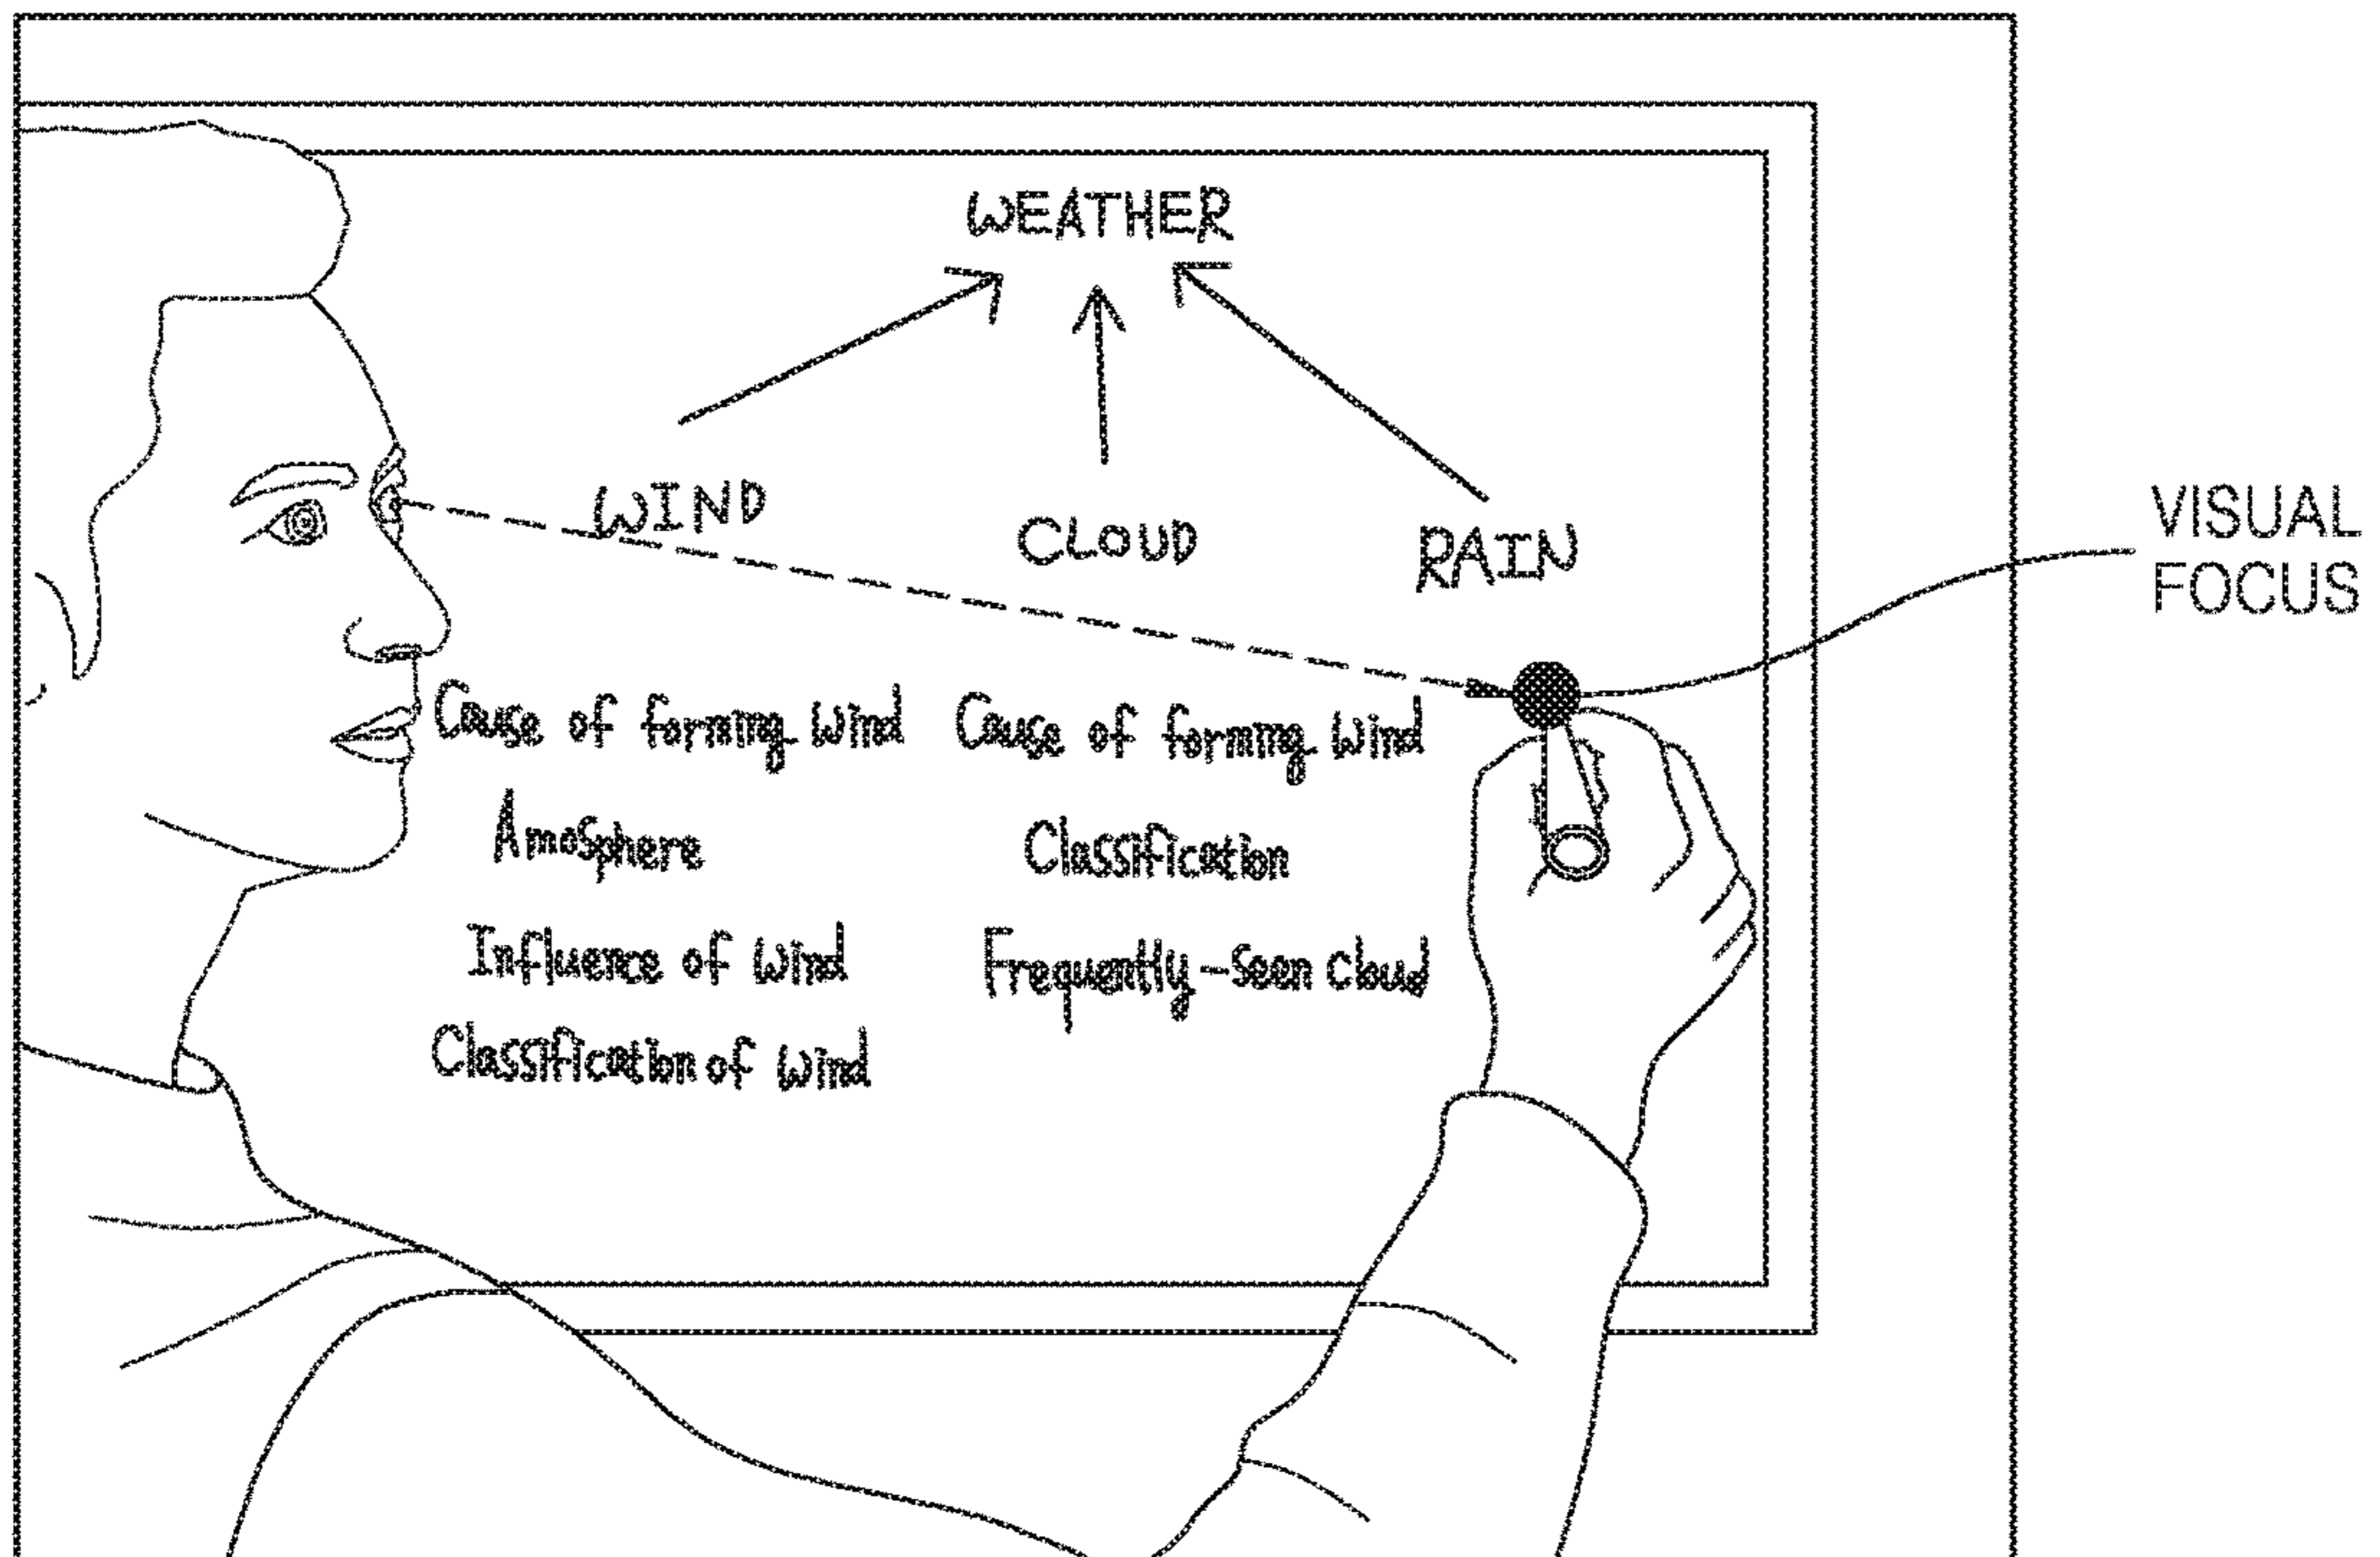 WEATHER
WIND
CLOUD
RAIN
VISUAL
FOCUS
Cause of forming Wind
Amosphere
Influence of Wind
Classification of Wind
Cause of forming Wind
Classification
Frequently-Seen Cloud